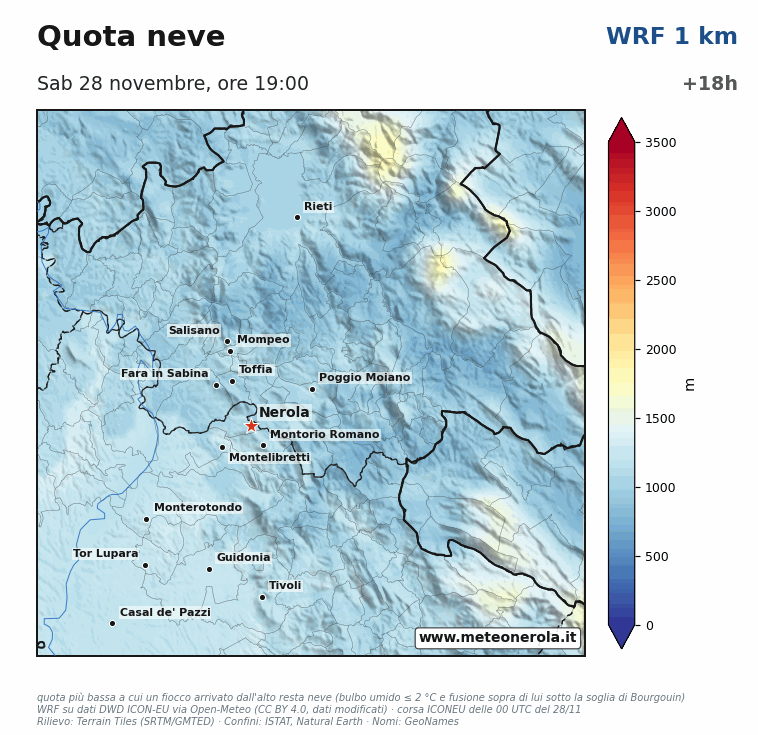 Quota neve
WRF 1 km
Sab 28 novembre, ore 19:00
+18h
3500
3000
2500
2000
1500
1000
500
0
m
Rieti
Salisano
Mompeo
Toffia
Fara in Sabina
Poggio Moiano
Nerola
Montorio Romano
Montelibretti
Monterotondo
Tor Lupara
Guidonia
Tivoli
Casal de' Pazzi
www.meteonerola.it
quota più bassa a cui un fiocco arrivato dall'alto resta neve (bulbo umido ≤ 2 °C e fusione sopra di lui sotto la soglia di Bourgouin)
WRF su dati DWD ICON-EU via Open-Meteo (CC BY 4.0, dati modificati) · corsa ICONEU delle 00 UTC del 28/11
Rilievo: Terrain Tiles (SRTM/GMTED) · Confini: ISTAT, Natural Earth · Nomi: GeoNames